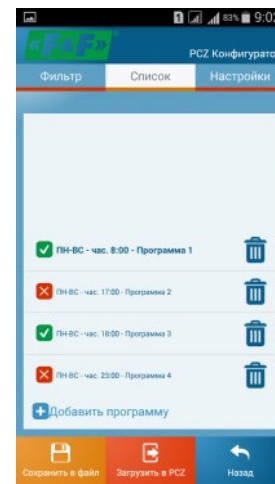 1 83% 9:02
«F&F»
PCZ Конфигурато
Фильтр Список Настройки
ПН-ВС - час. 8:00 - Программа 1
ПН-ВС - час. 17:00 - Программа 2
ПН-ВС - час. 18:00 - Программа 3
ПН-ВС - час. 23:00 - Программа 4
Добавить программу
Сохранить в файл Загрузить в PCZ Назад